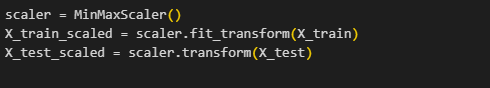 scaler = MinMaxScaler()
X_train_scaled = scaler.fit_transform(X_train)
X_test_scaled = scaler.transform(X_test)